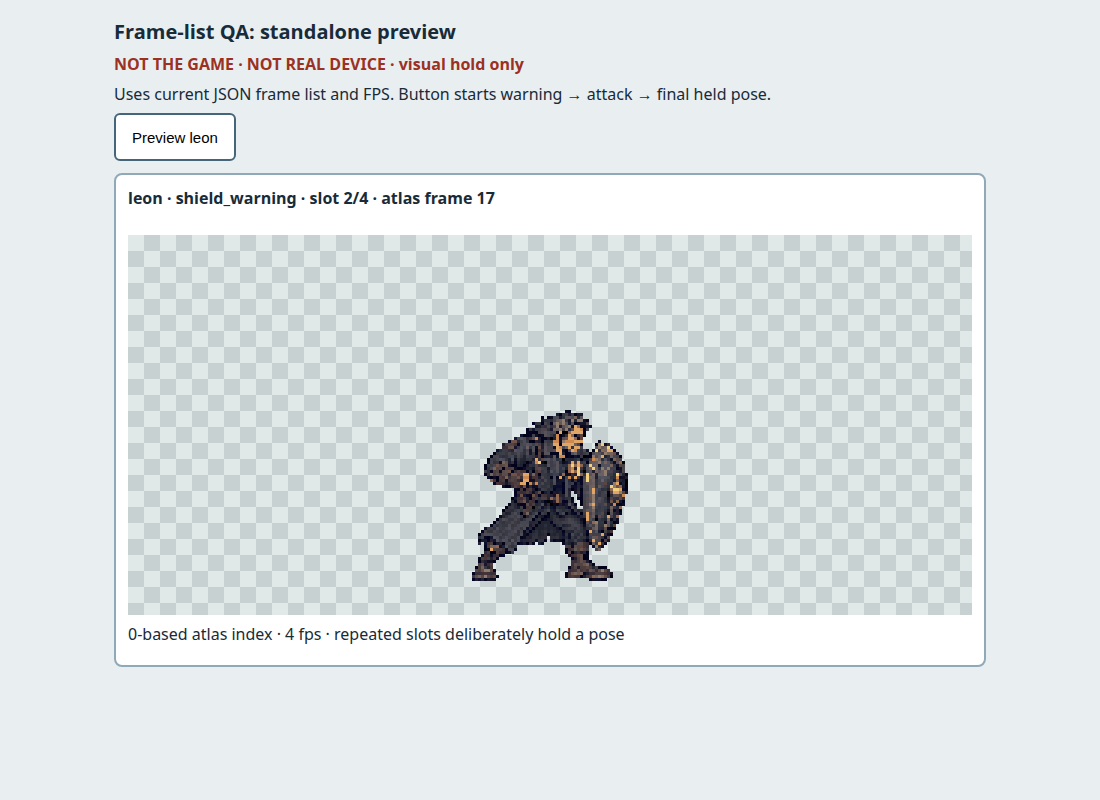 Frame-list QA: standalone preview
NOT THE GAME · NOT REAL DEVICE · visual hold only
Uses current JSON frame list and FPS. Button starts warning → attack → final held pose.
Preview leon
leon · shield_warning · slot 2/4 · atlas frame 17
0-based atlas index · 4 fps · repeated slots deliberately hold a pose